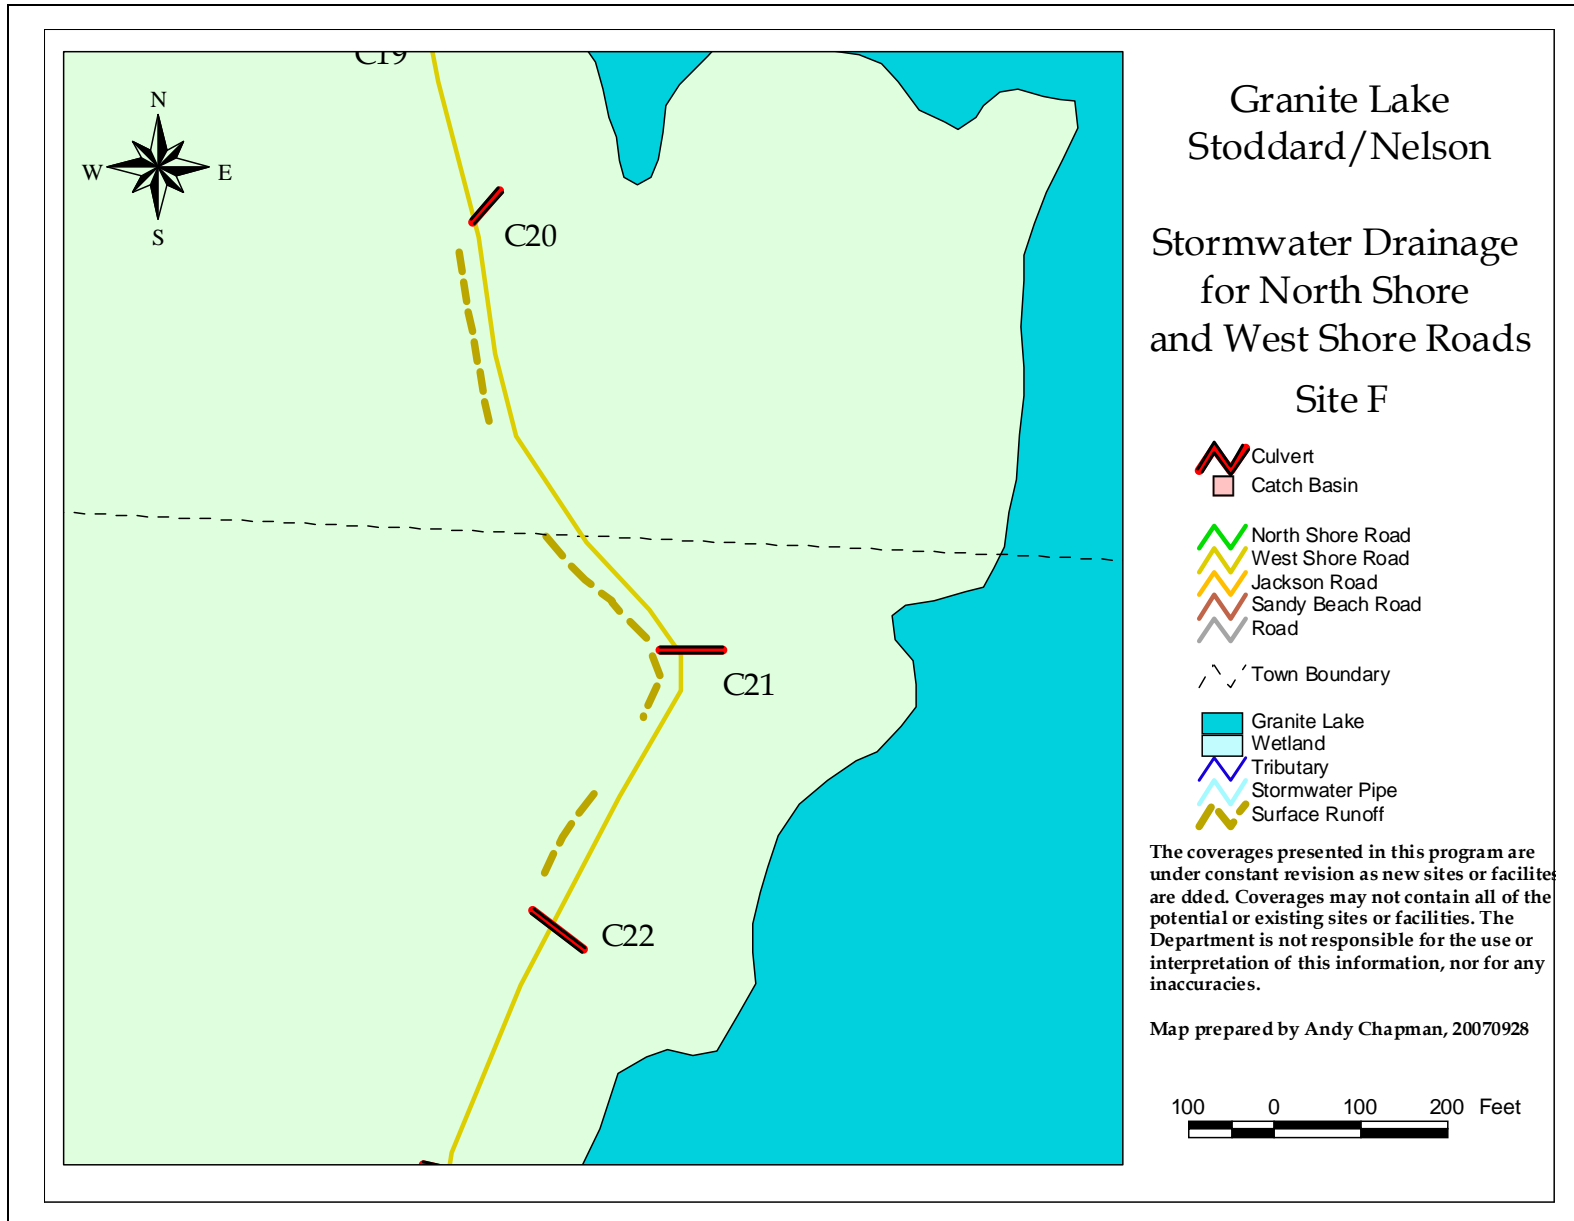 C19
N
W E
S
C20
C21
C22
Granite Lake
Stoddard/Nelson
Stormwater Drainage
for North Shore
and West Shore Roads
Site F
Culvert
Catch Basin
North Shore Road
West Shore Road
Jackson Road
Sandy Beach Road
Road
Town Boundary
Granite Lake
Wetland
Tributary
Stormwater Pipe
Surface Runoff
The coverages presented in this program are
under constant revision as new sites or facilites
are dded. Coverages may not contain all of the
potential or existing sites or facilities. The
Department is not responsible for the use or
interpretation of this information, nor for any
inaccuracies.
Map prepared by Andy Chapman, 20070928
100 0 100 200 Feet